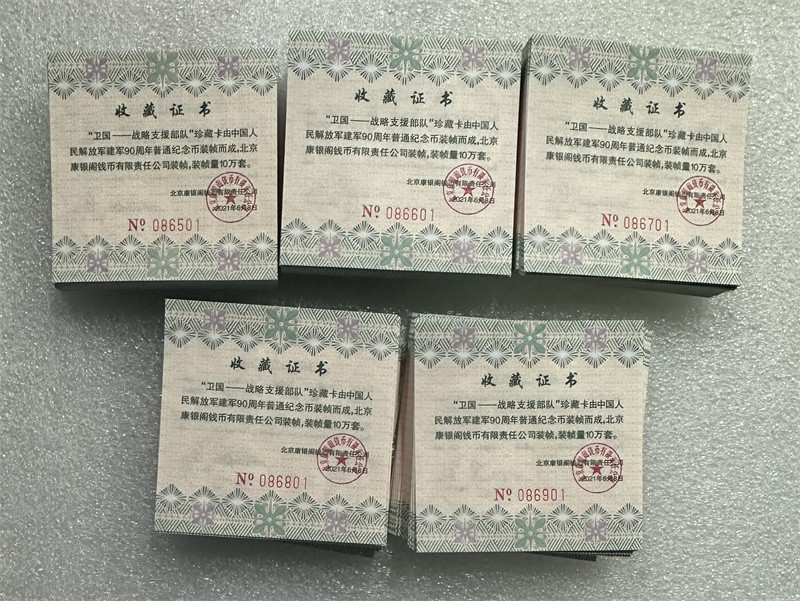 收藏证书
“卫国——战略支援部队”珍藏卡由中国人
民解放军建军90周年普通纪念币装帧而成,北京
康银阁钱币有限责任公司装帧,装帧量10万套。
北京康银阁钱币有限责任公司
2021年6月8日
Nº 086501
收藏证书
“卫国——战略支援部队”珍藏卡由中国人
民解放军建军90周年普通纪念币装帧而成,北京
康银阁钱币有限责任公司装帧,装帧量10万套。
北京康银阁钱币有限责任公司
2021年6月8日
Nº 086601
收藏证书
“卫国——战略支援部队”珍藏卡由中国人
民解放军建军90周年普通纪念币装帧而成,北京
康银阁钱币有限责任公司装帧,装帧量10万套。
北京康银阁钱币有限责任公司
2021年6月8日
Nº 086701
收藏证书
“卫国——战略支援部队”珍藏卡由中国人
民解放军建军90周年普通纪念币装帧而成,北京
康银阁钱币有限责任公司装帧,装帧量10万套。
北京康银阁钱币有限责任公司
2021年6月8日
Nº 086801
收藏证书
“卫国——战略支援部队”珍藏卡由中国人
民解放军建军90周年普通纪念币装帧而成,北京
康银阁钱币有限责任公司装帧,装帧量10万套。
北京康银阁钱币有限责任公司
2021年6月8日
Nº 086901